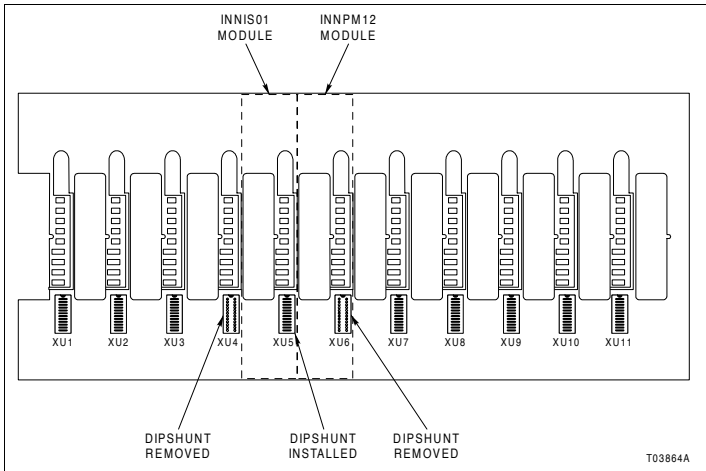 INNIS01
MODULE
INNPM12
MODULE
XU1 XU2 XU3 XU4 XU5 XU6 XU7 XU8 XU9 XU10 XU11
DIPSHUNT
REMOVED
DIPSHUNT
INSTALLED
DIPSHUNT
REMOVED
T03864A